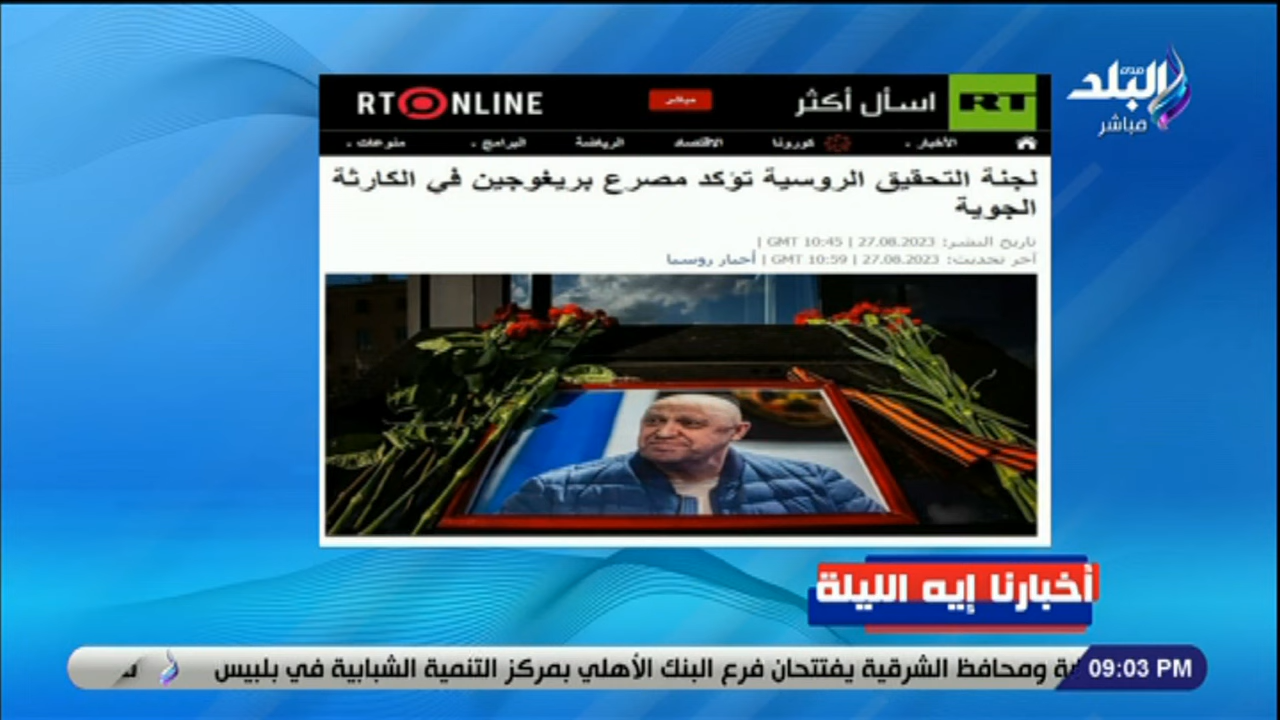 صدى
البلد
مباشر
RT ONLINE
مباشر
اسأل أكثر
RT
الأخبار
كورونا
الاقتصاد
الرياضة
البرامج
منوعات
لجنة التحقيق الروسية تؤكد مصرع بريغوجين في الكارثة
الجوية
تاريخ النشر: 27.08.2023 | 10:45 GMT |
آخر تحديث: 27.08.2023 | 10:59 GMT | أخبار روسيا
أخبارنا إيه الليلة
09:03 PM
ومحافظ الشرقية يفتتحان فرع البنك الأهلي بمركز التنمية الشبابية في بلبيس